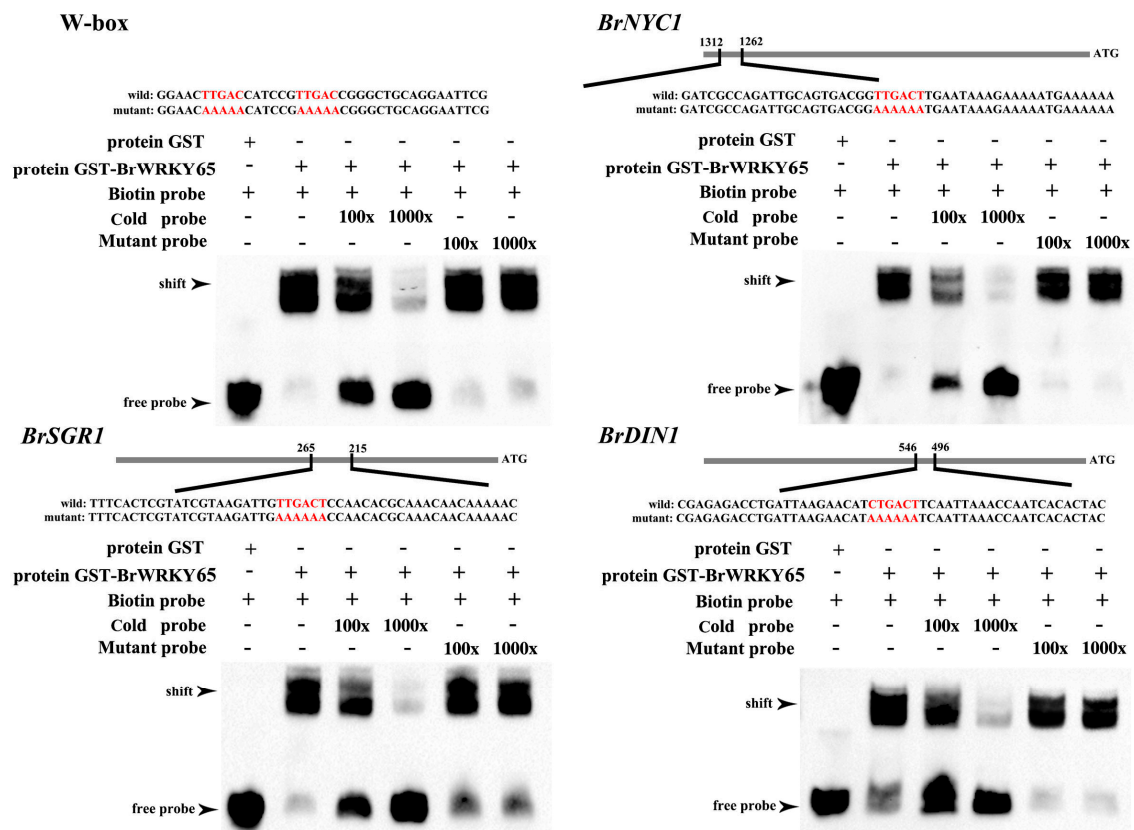 W-box
wild: GGAACTTGACCATCCGTTGACCGGGCTGCAGGAATTCG
mutant: GGAACAAAAACATCCGAAAAACGGGCTGCAGGAATTCG
protein GST + - - - - -
protein GST-BrWRKY65 - + + + + +
Biotin probe + + + + + +
Cold probe - - 100x 1000x - -
Mutant probe - - - - 100x 1000x
shift
free probe
BrNYC1
1312 1262
ATG
wild: GATCGCCAGATTGCAGTGACGGTTGACTTGAATAAAGAAAAATGAAAAAA
mutant: GATCGCCAGATTGCAGTGACGGAAAAAATGAATAAAGAAAAATGAAAAAA
protein GST + - - - - -
protein GST-BrWRKY65 - + + + + +
Biotin probe + + + + + +
Cold probe - - 100x 1000x - -
Mutant probe - - - - 100x 1000x
shift
free probe
BrSGR1
265 215
ATG
wild: TTTCACTCGTATCGTAAGATTGTTGACTCCAACACGCAAACAACAAAAAC
mutant: TTTCACTCGTATCGTAAGATTGAAAAAACCAACACGCAAACAACAAAAAC
protein GST + - - - - -
protein GST-BrWRKY65 - + + + + +
Biotin probe + + + + + +
Cold probe - - 100x 1000x - -
Mutant probe - - - - 100x 1000x
shift
free probe
BrDIN1
546 496
ATG
wild: CGAGAGACCTGATTAAGAACATCTGACTTCAATTAAACCAATCACACTAC
mutant: CGAGAGACCTGATTAAGAACATAAAAAATCAATTAAACCAATCACACTAC
protein GST + - - - - -
protein GST-BrWRKY65 - + + + + +
Biotin probe + + + + + +
Cold probe - - 100x 1000x - -
Mutant probe - - - - 100x 1000x
shift
free probe